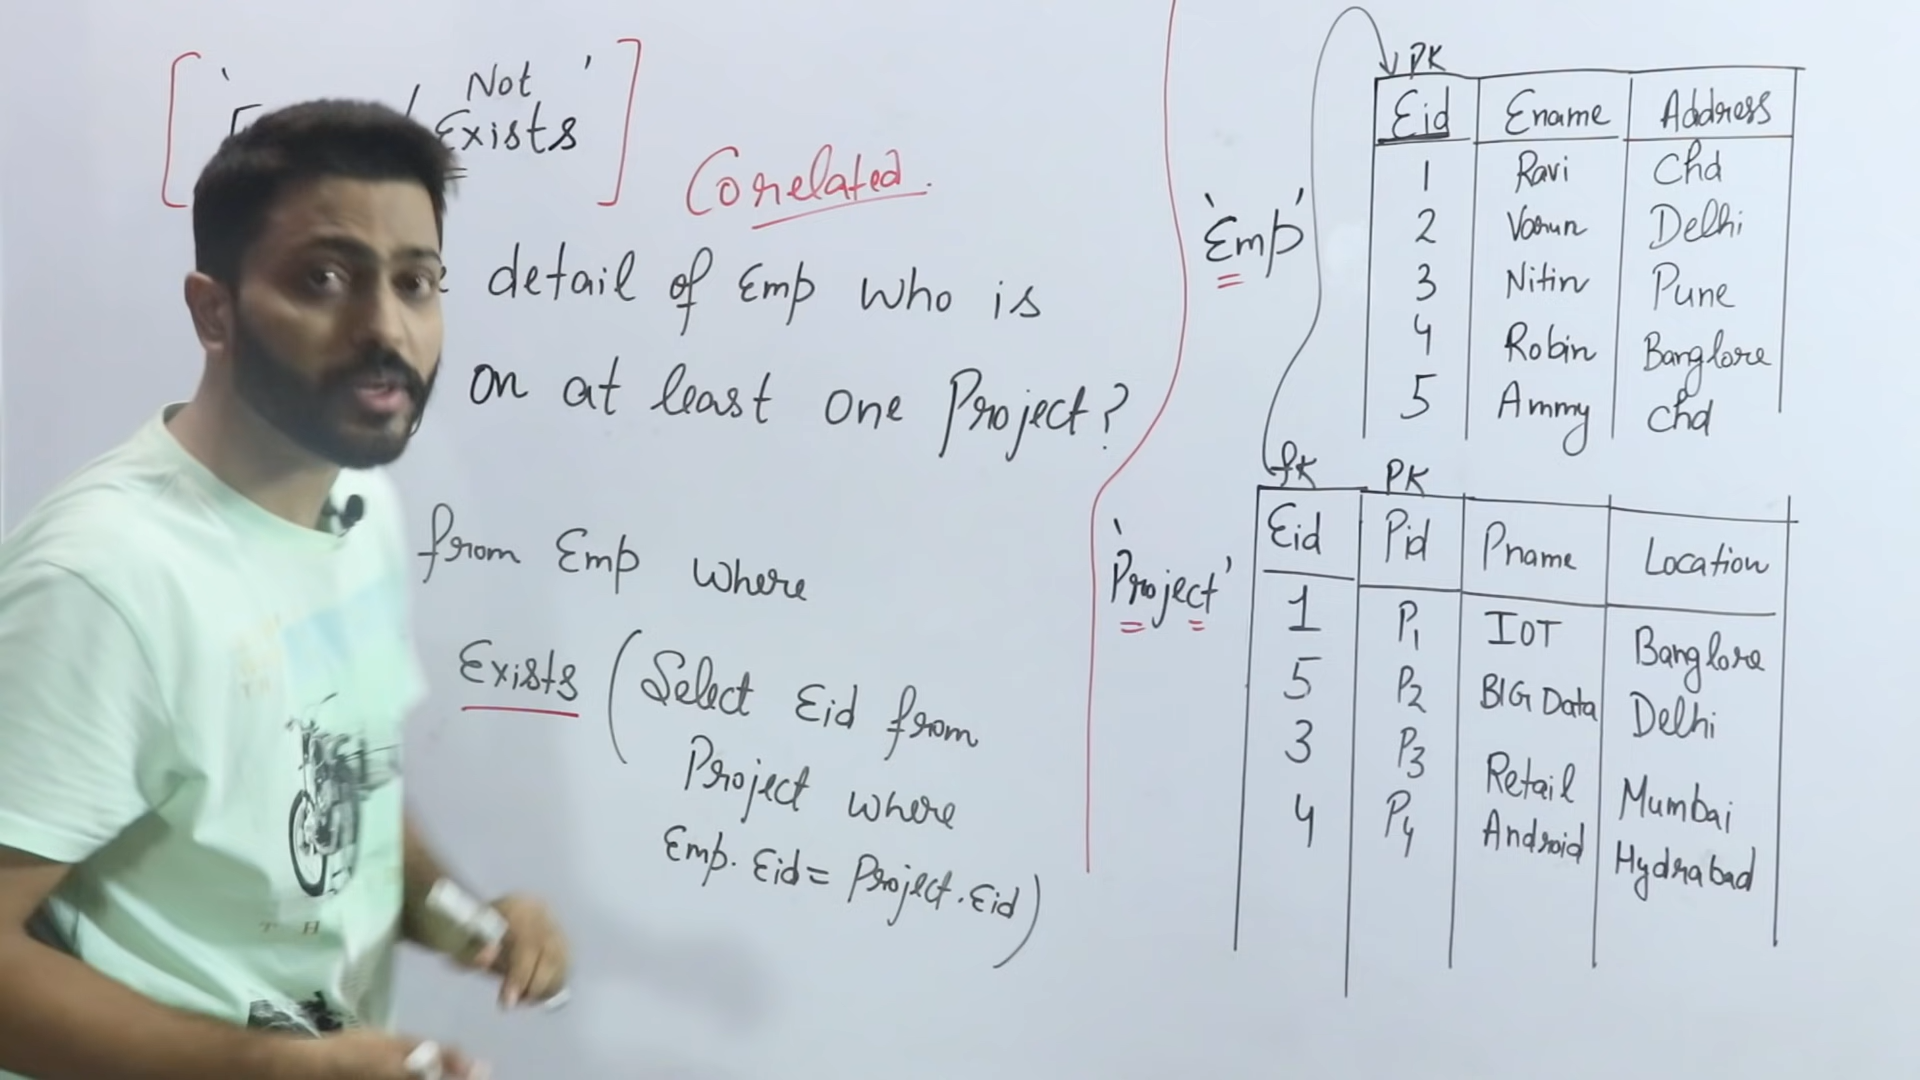 ' Not '
Exists
Corelated.
detail of Emp who is
on at least one Project?
from Emp where
Exists (Select Eid from
Project where
Emp.Eid = Project.Eid)
'Emp'
PK
Eid Ename Address
1 Ravi Chd
2 Varun Delhi
3 Nitin Pune
4 Robin Banglore
5 Ammy Chd
'Project'
fK PK
Eid Pid Pname Location
1 P1 IOT Banglore
5 P2 BIG Data Delhi
3 P3 Retail Mumbai
4 P4 Android Hydrabad
T H